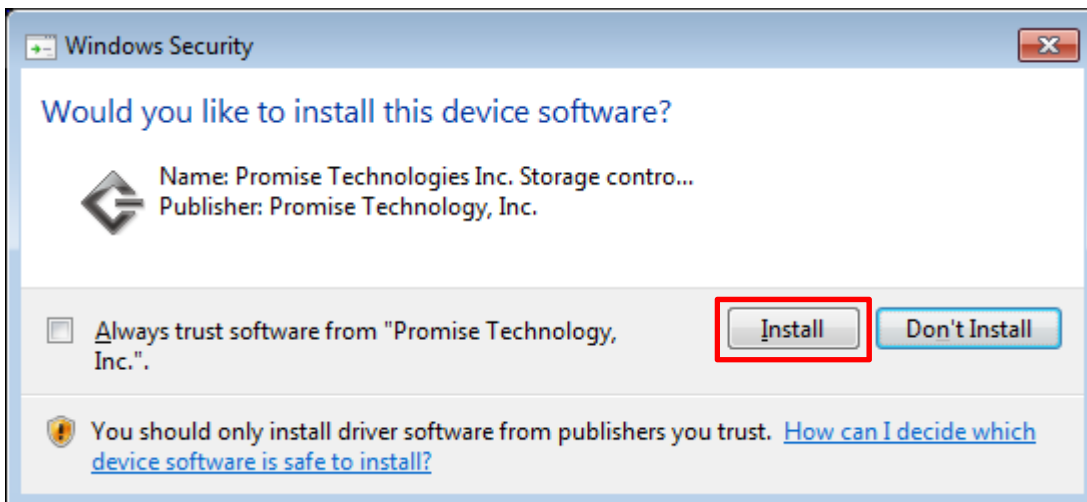 Windows Security
Would you like to install this device software?
Name: Promise Technologies Inc. Storage contro...
Publisher: Promise Technology, Inc.
Always trust software from "Promise Technology,
Inc.".
Install
Don't Install
You should only install driver software from publishers you trust. How can I decide which
device software is safe to install?